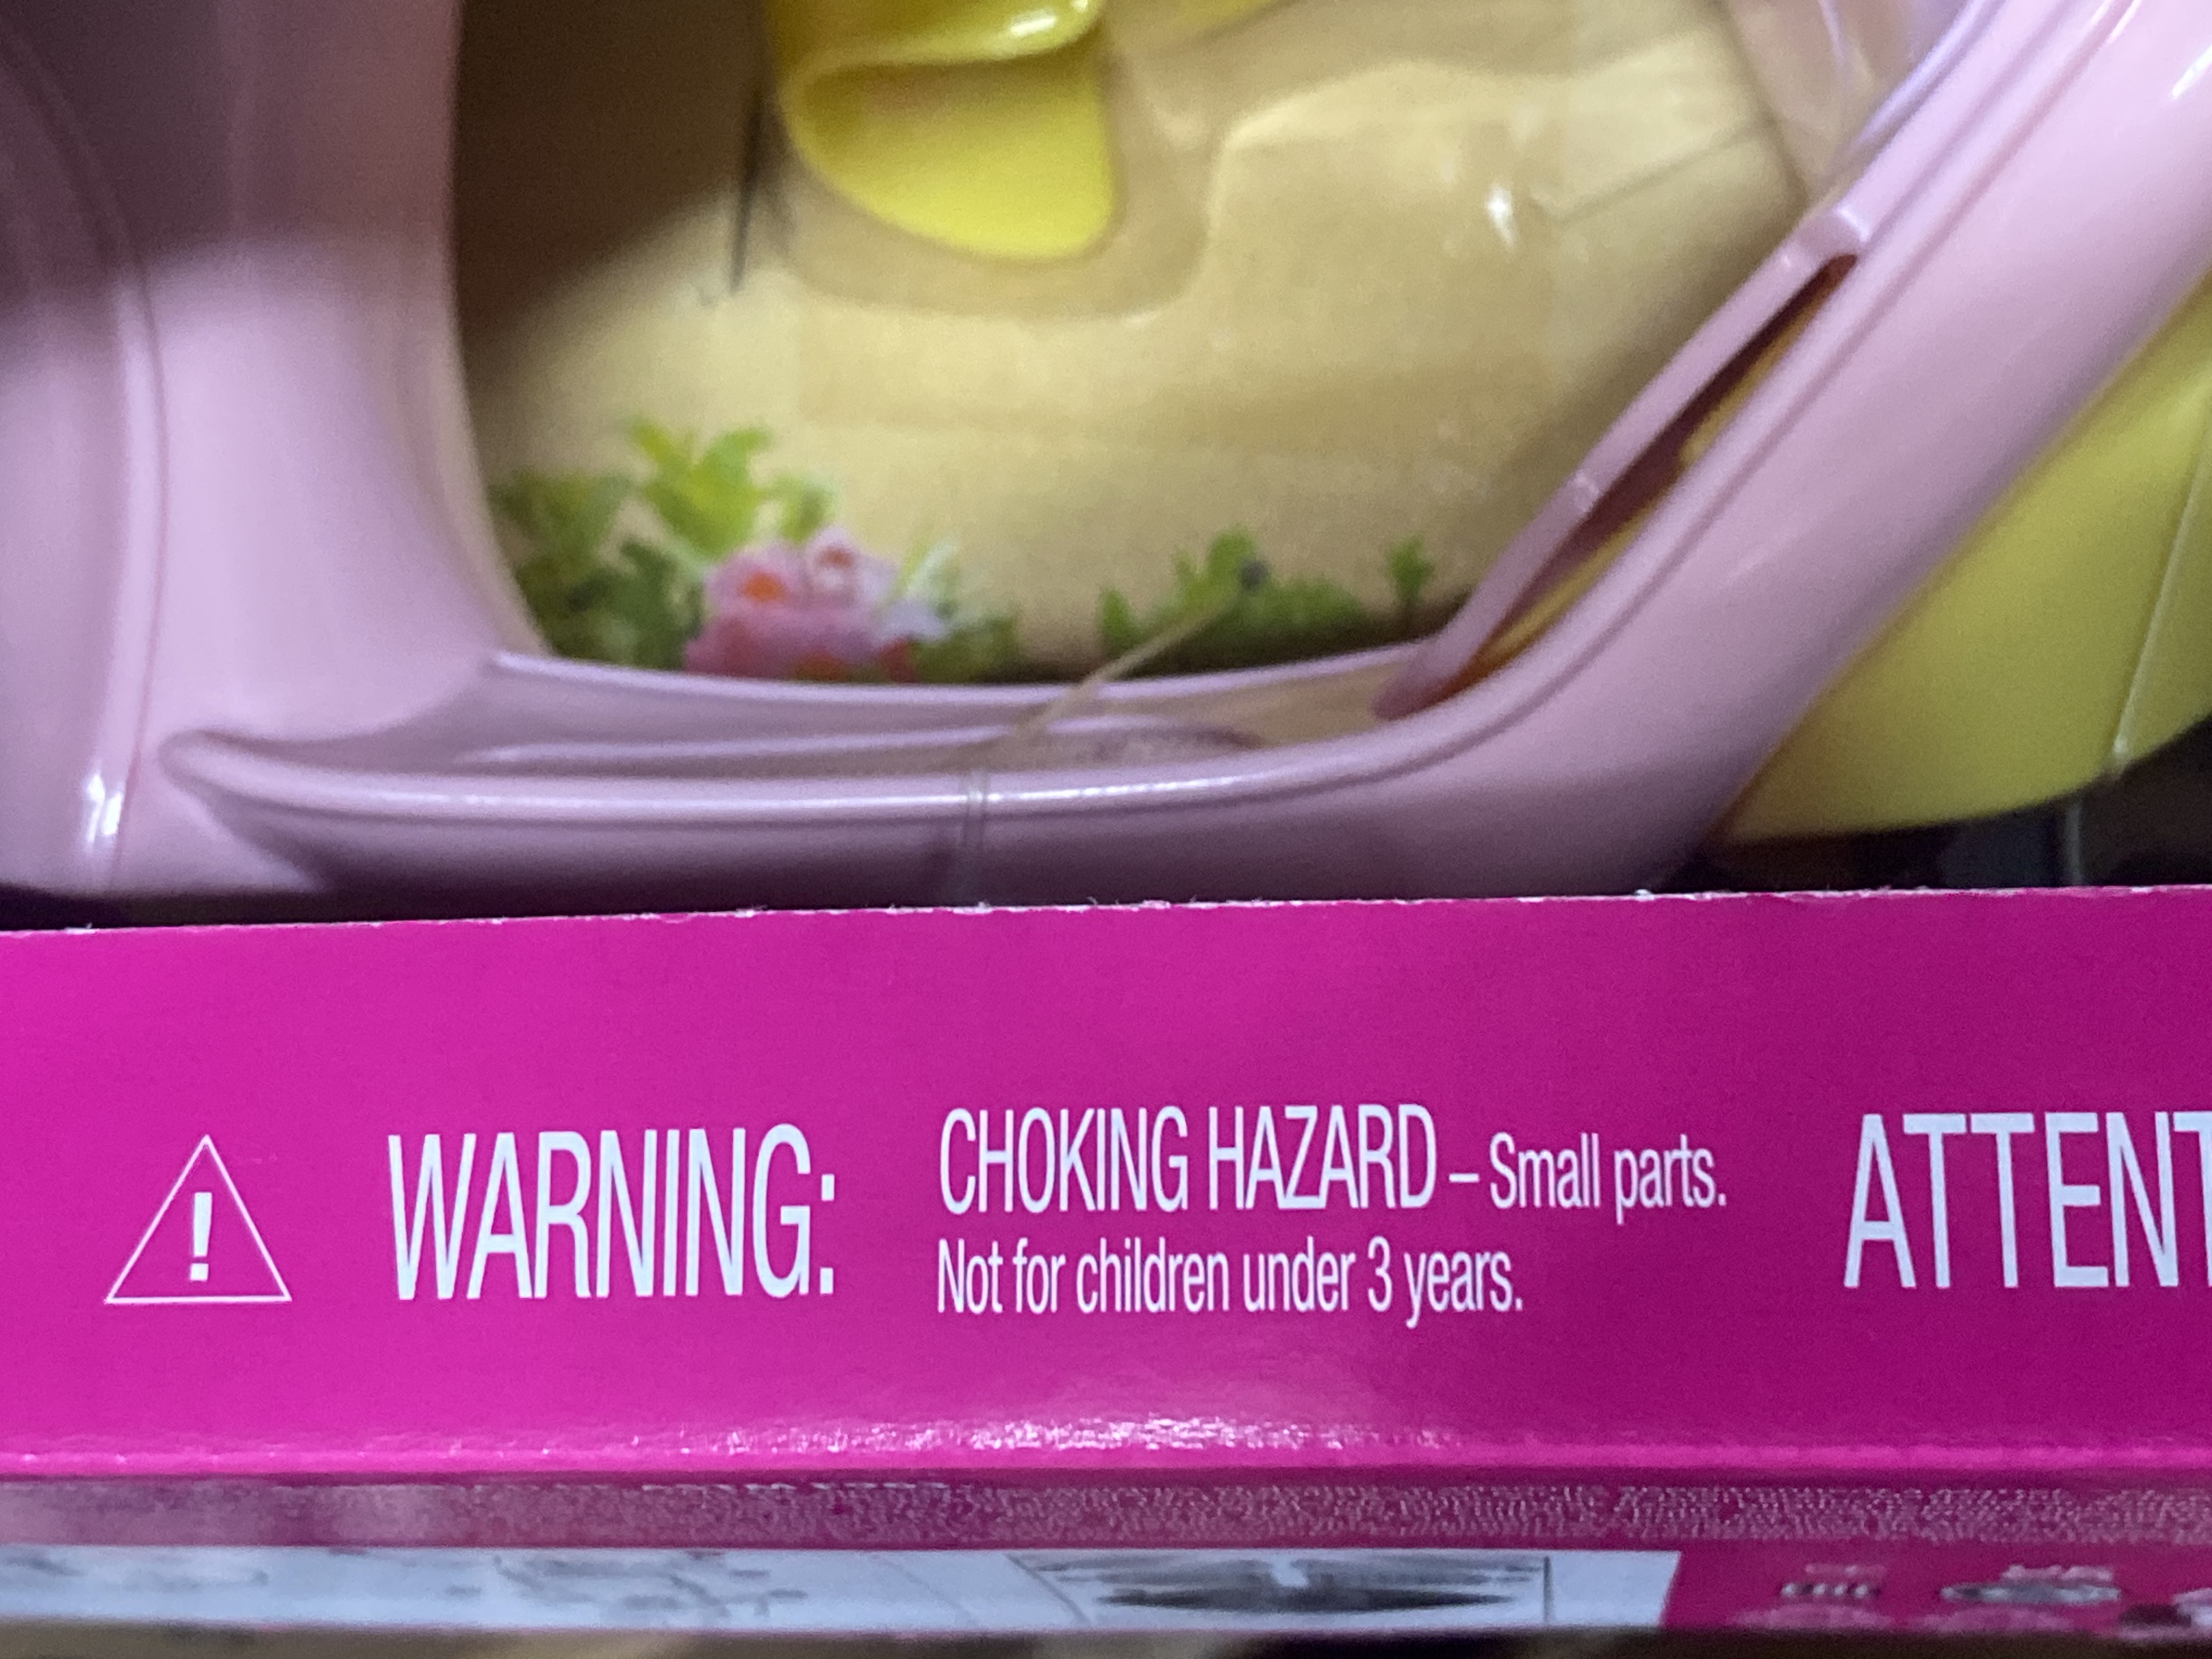 WARNING:
CHOKING HAZARD – Small parts.
Not for children under 3 years.
ATTENT